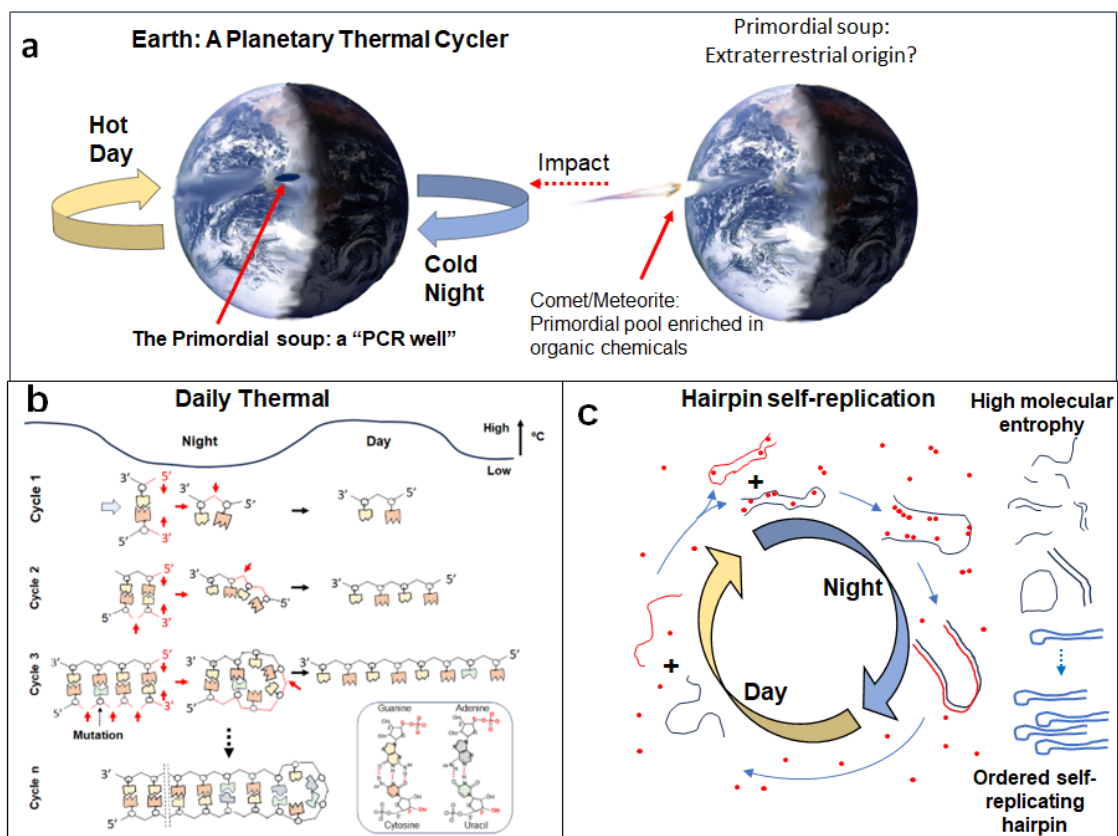 a
Earth: A Planetary Thermal Cycler
Primordial soup:
Extraterrestrial origin?
Hot
Day
Impact
Cold
Night
The Primordial soup: a “PCR well”
Comet/Meteorite:
Primordial pool enriched in
organic chemicals
b
Daily Thermal
Night
Day
High
°C
Low
Cycle 1
3’
5’
5’
3’
3’
5’
3’
5’
Cycle 2
3’
5’
5’
3’
3’
5’
3’
5’
Cycle 3
3’
5’
5’
3’
3’
5’
3’
5’
Mutation
Cycle n
3’
5’
Guanine
Adenine
Cytosine
Uracil
c
Hairpin self-replication
High molecular
entropy
+
Night
+
Day
Ordered self-
replicating
hairpin